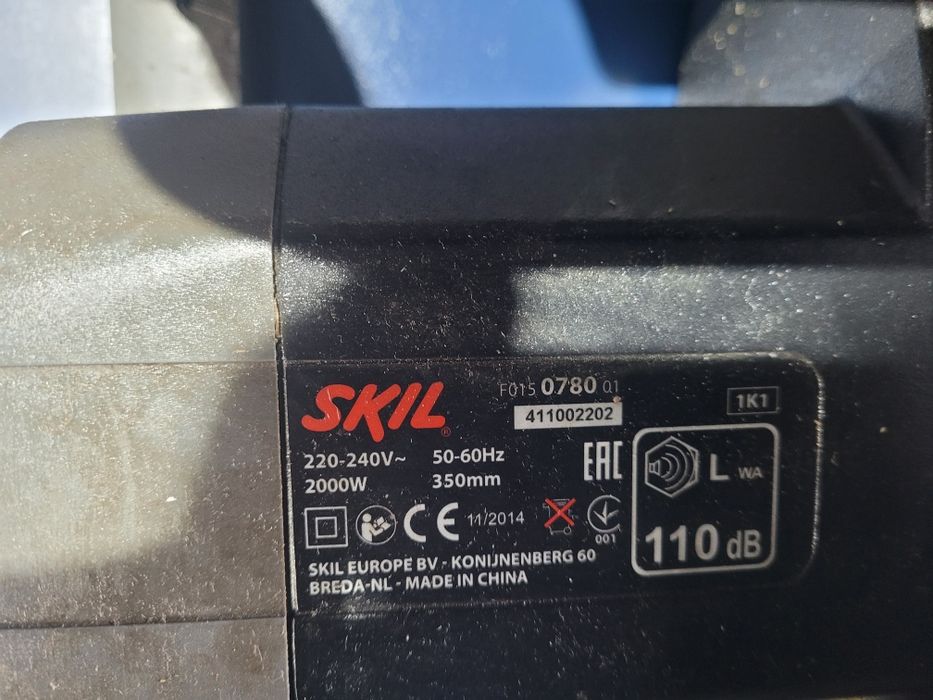 SKIL®
F015 0780 01
411002202
1K1
220-240V~ 50-60Hz
2000W 350mm
EAC
L WA
110 dB
CE 11/2014
001
SKIL EUROPE BV - KONIJNENBERG 60
BREDA-NL - MADE IN CHINA